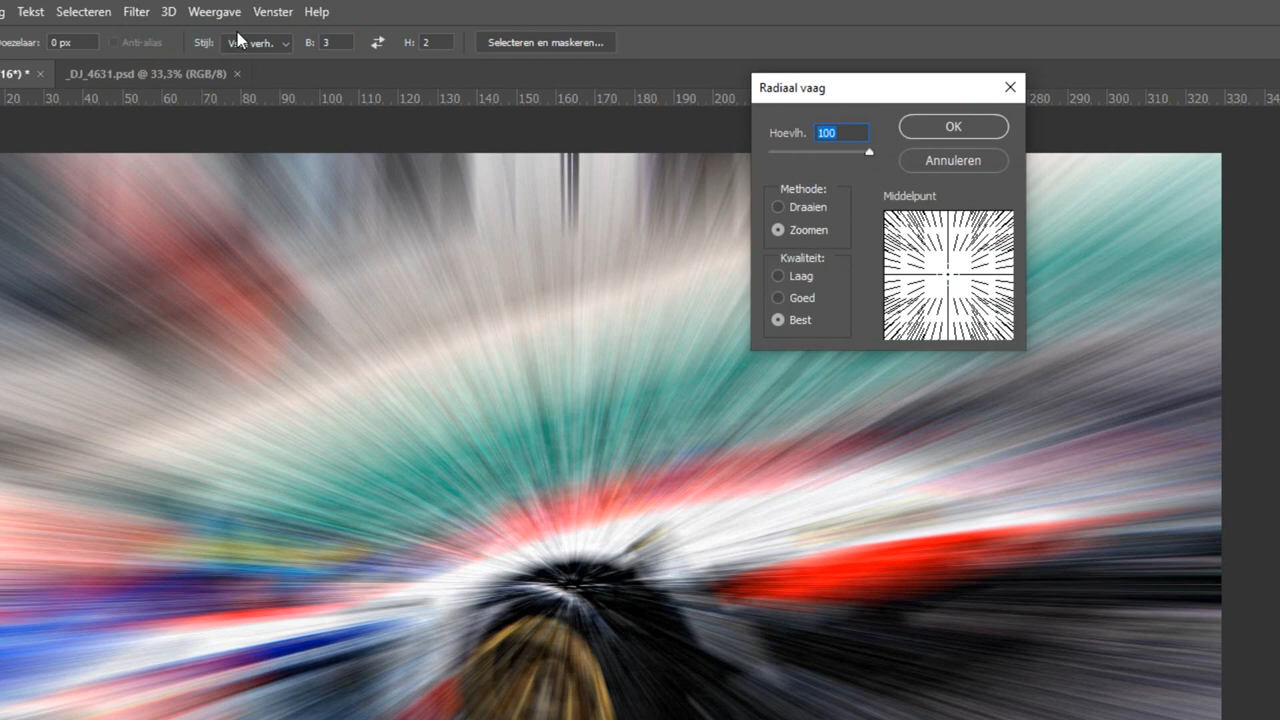 Tekst Selecteren Filter 3D Weergave Venster Help
0 px Anti-alias Stijl: verh. B: 3 H: 2 Selecteren en maskeren...
16*) * × _DJ_4631.psd @ 33,3% (RGB/8) ×
20 30 40 50 60 70 80 90 100 110 120 130 140 150 160 170 180 190 200 280 290 300 310 320 330
Radiaal vaag
Hoevlh. 100 OK
Annuleren
Methode: Middelpunt
Draaien
Zoomen
Kwaliteit:
Laag
Goed
Best